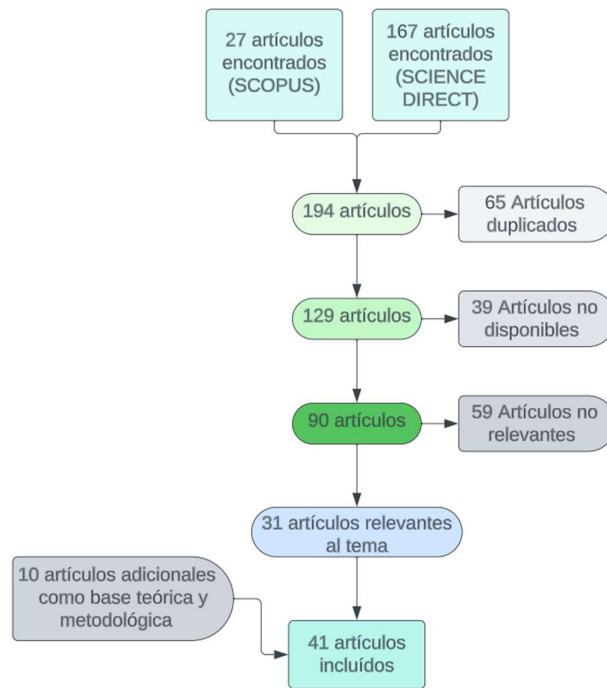 27 artículos
encontrados
(SCOPUS)
167 artículos
encontrados
(SCIENCE
DIRECT)
194 artículos
65 Artículos
duplicados
129 artículos
39 Artículos no
disponibles
90 artículos
59 Artículos no
relevantes
31 artículos relevantes
al tema
10 artículos adicionales
como base teórica y
metodológica
41 artículos
incluídos